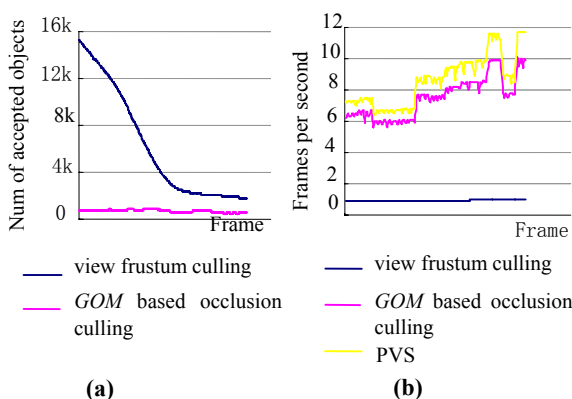 Num of accepted objects
16k
12k
8k
4k
0
Frame
view frustum culling
GOM based occlusion
culling
(a)
Frames per second
12
10
8
6
4
2
0
Frame
view frustum culling
GOM based occlusion
culling
PVS
(b)